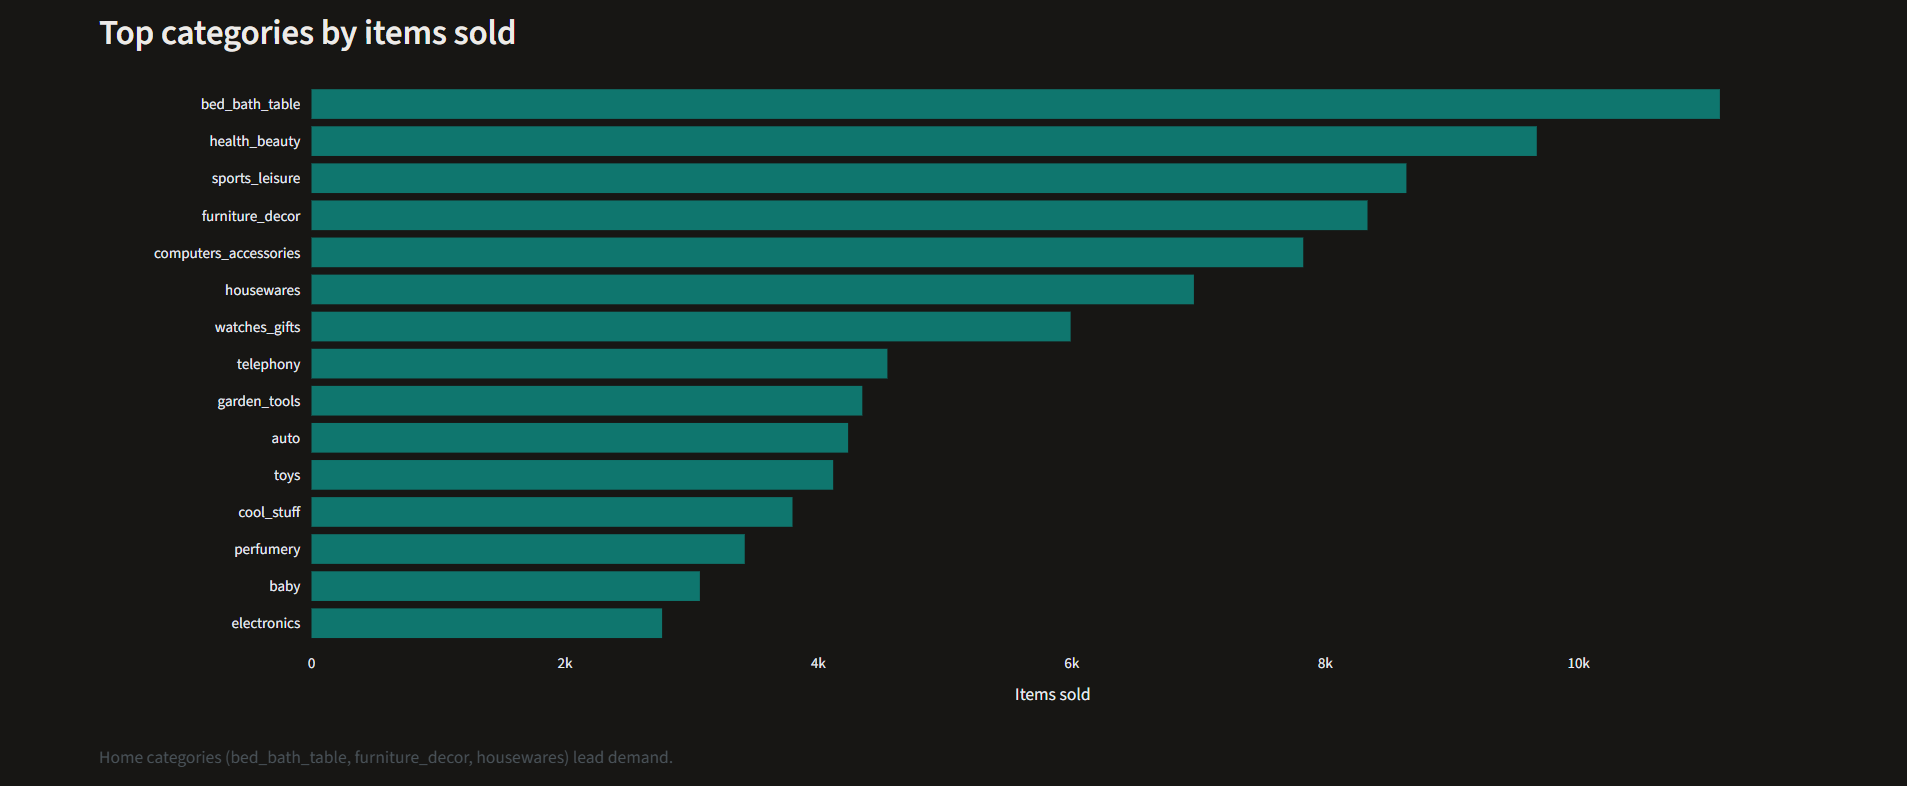 Top categories by items sold
bed_bath_table
health_beauty
sports_leisure
furniture_decor
computers_accessories
housewares
watches_gifts
telephony
garden_tools
auto
toys
cool_stuff
perfumery
baby
electronics
0 2k 4k 6k 8k 10k
Items sold
Home categories (bed_bath_table, furniture_decor, housewares) lead demand.